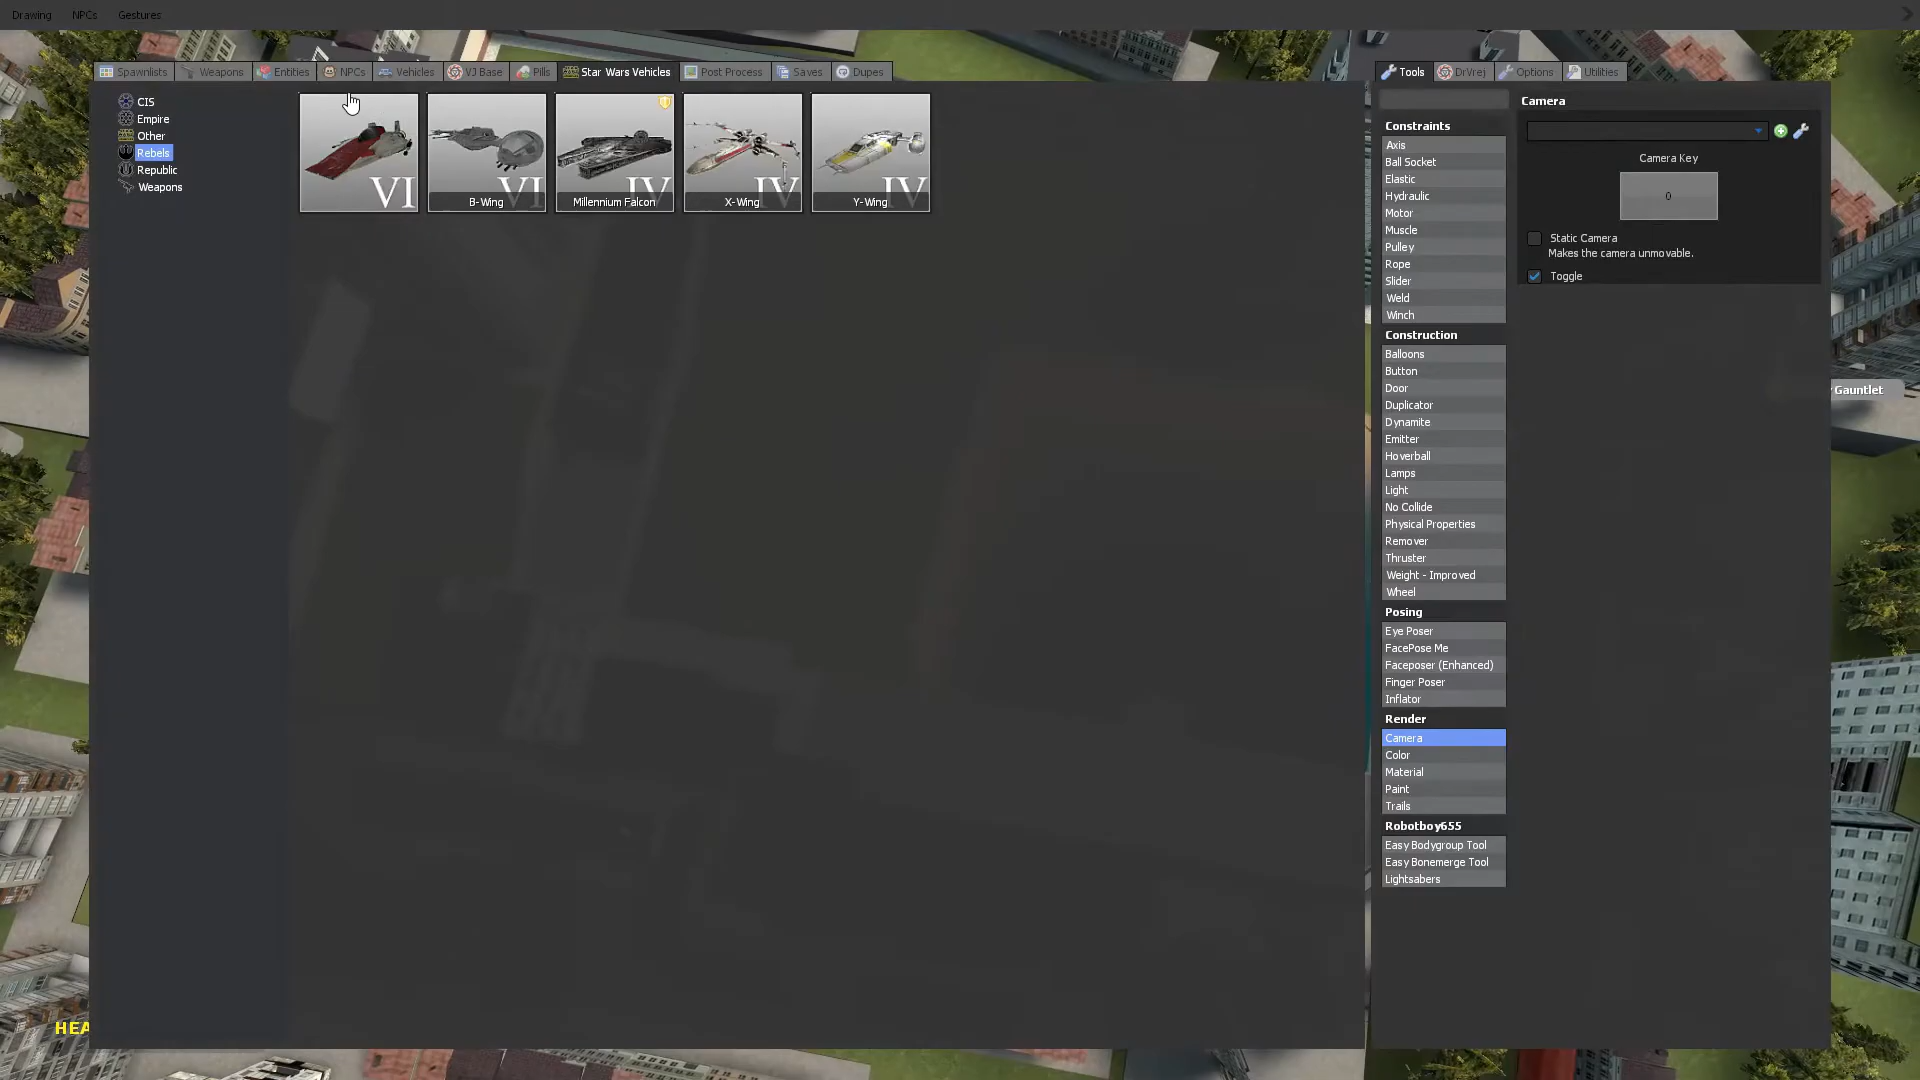 Drawing NPCs Gestures
Spawnlists Weapons Entities NPCs Vehicles VJ Base Pills Star Wars Vehicles Post Process Saves Dupes
CIS
Empire
Other
Rebels
Republic
Weapons
VI
VI
B-Wing
IV
Millennium Falcon
IV
X-Wing
IV
Y-Wing
Tools DrVrej Options Utilities
Constraints
Axis
Ball Socket
Elastic
Hydraulic
Motor
Muscle
Pulley
Rope
Slider
Weld
Winch
Construction
Balloons
Button
Door
Duplicator
Dynamite
Emitter
Hoverball
Lamps
Light
No Collide
Physical Properties
Remover
Thruster
Weight - Improved
Wheel
Posing
Eye Poser
FacePose Me
Faceposer (Enhanced)
Finger Poser
Inflator
Render
Camera
Color
Material
Paint
Trails
Robotboy655
Easy Bodygroup Tool
Easy Bonemerge Tool
Lightsabers
Camera
Camera Key
0
Static Camera
Makes the camera unmovable.
Toggle
Gauntlet
HEA